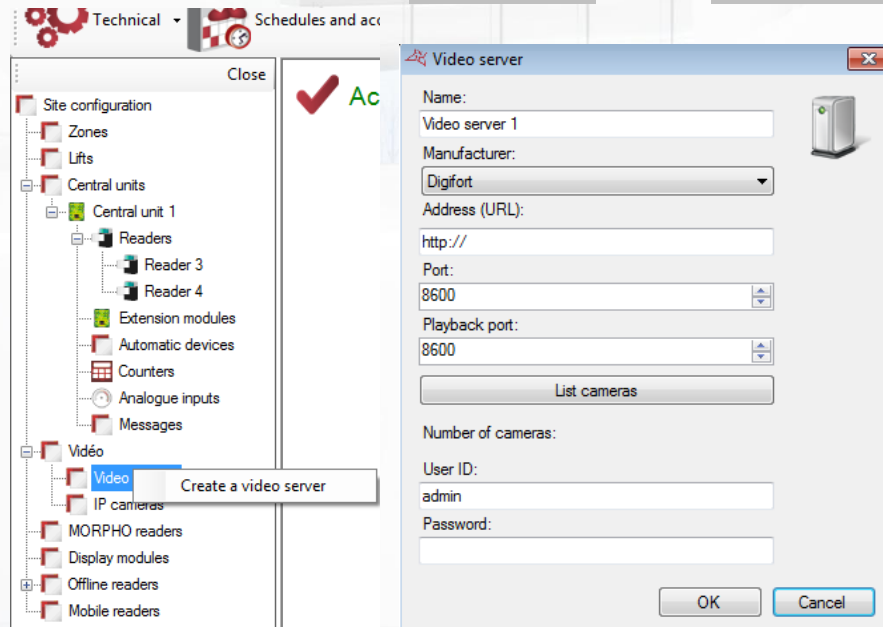 Technical
Schedules and acc
Close
Site configuration
Zones
Lifts
Central units
Central unit 1
Readers
Reader 3
Reader 4
Extension modules
Automatic devices
Counters
Analogue inputs
Messages
Vidéo
Video
Create a video server
IP cameras
MORPHO readers
Display modules
Offline readers
Mobile readers
Ac
Video server
Name:
Video server 1
Manufacturer:
Digifort
Address (URL):
http://
Port:
8600
Playback port:
8600
List cameras
Number of cameras:
User ID:
admin
Password:
OK Cancel